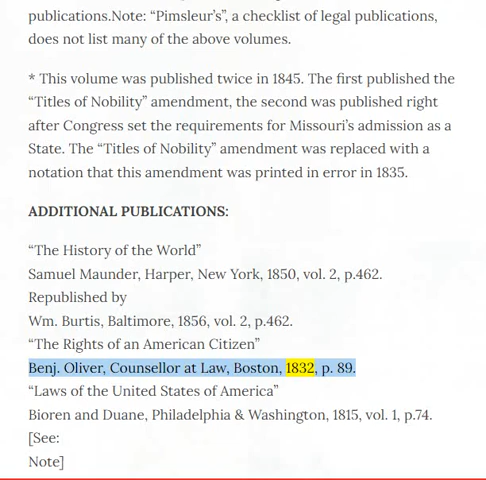 publications.Note: “Pimsleur’s”, a checklist of legal publications,
does not list many of the above volumes.
* This volume was published twice in 1845. The first published the
“Titles of Nobility” amendment, the second was published right
after Congress set the requirements for Missouri’s admission as a
State. The “Titles of Nobility” amendment was replaced with a
notation that this amendment was printed in error in 1835.
ADDITIONAL PUBLICATIONS:
“The History of the World”
Samuel Maunder, Harper, New York, 1850, vol. 2, p.462.
Republished by
Wm. Burtis, Baltimore, 1856, vol. 2, p.462.
“The Rights of an American Citizen”
Benj. Oliver, Counsellor at Law, Boston, 1832, p. 89.
“Laws of the United States of America”
Bioren and Duane, Philadelphia & Washington, 1815, vol. 1, p.74.
[See:
Note]